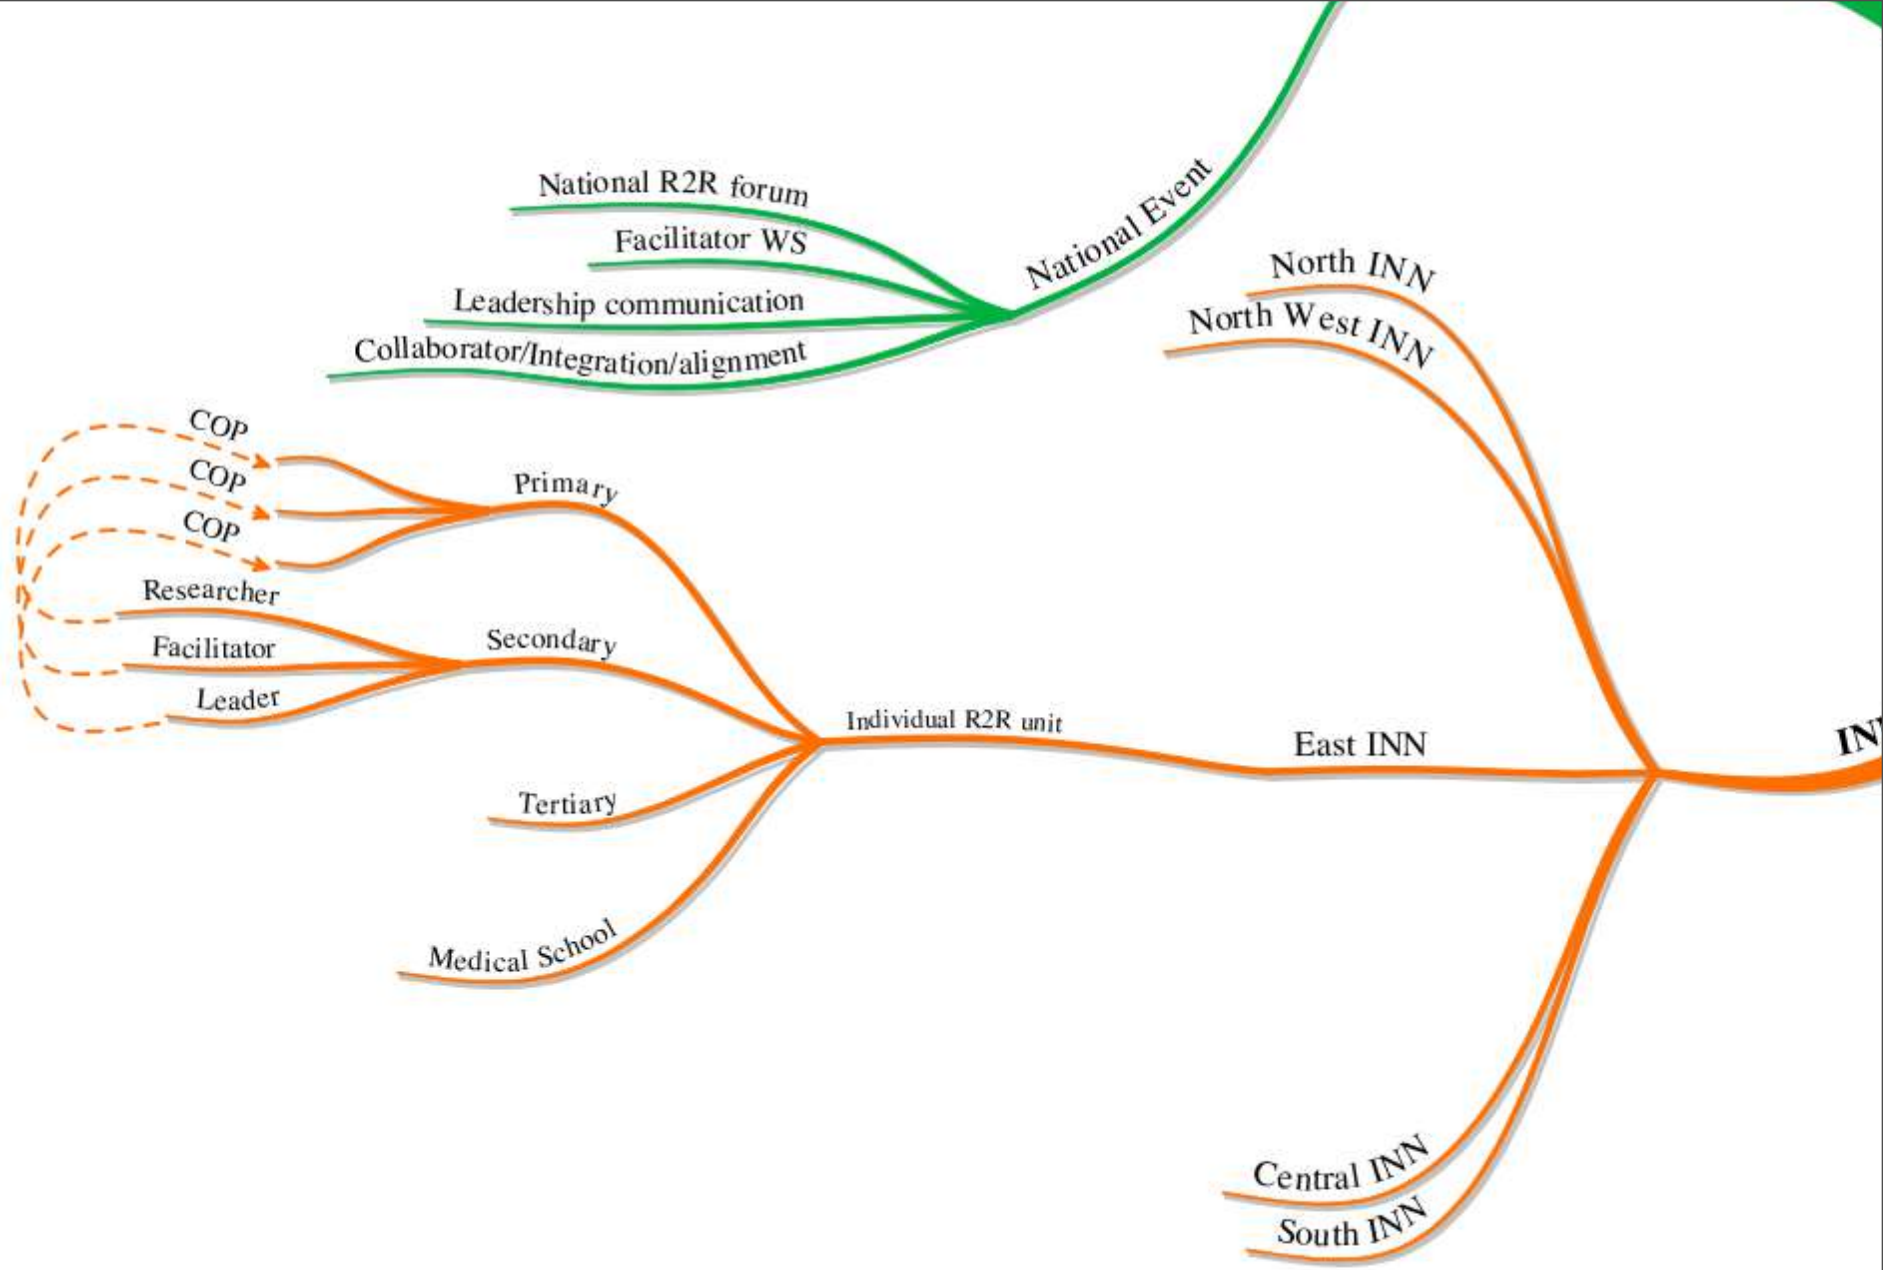 National R2R forum
Facilitator WS
Leadership communication
Collaborator/Integration/alignment
National Event
North INN
North West INN
COP
COP
COP
Primary
Researcher
Facilitator
Leader
Secondary
Individual R2R unit
East INN
Tertiary
Medical School
Central INN
South INN